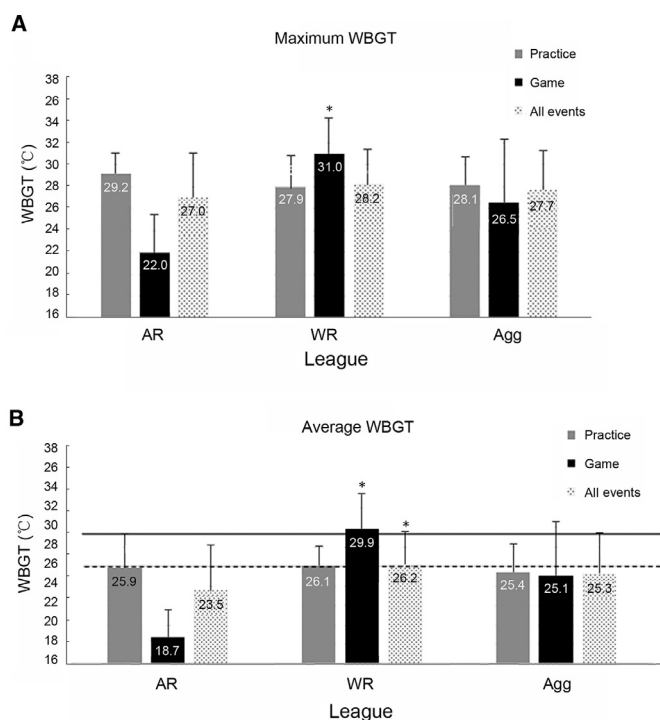 A
Maximum WBGT
Practice
Game
All events
WBGT (℃)
38
36
34
32
30
28
26
24
22
20
18
16
29.2
22.0
27.0
27.9
*
31.0
28.2
28.1
26.5
27.7
AR WR Agg
League
B
Average WBGT
Practice
Game
All events
WBGT (℃)
38
36
34
32
30
28
26
24
22
20
18
16
25.9
18.7
23.5
26.1
*
29.9
*
26.2
25.4
25.1
25.3
AR WR Agg
League